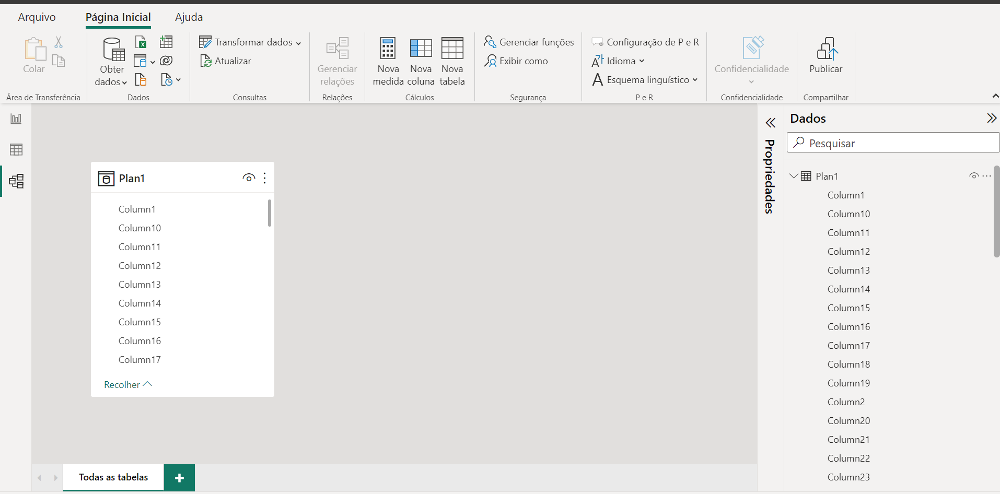 Arquivo
Página Inicial
Ajuda
Colar
Área de Transferência
Obter
dados
Dados
Transformar dados
Atualizar
Consultas
Gerenciar
relações
Relações
Nova
medida
Nova
coluna
Nova
tabela
Cálculos
Gerenciar funções
Exibir como
Segurança
Configuração de P e R
Idioma
Esquema linguístico
P e R
Confidencialidade
Confidencialidade
Publicar
Compartilhar
Plan1
Column1
Column10
Column11
Column12
Column13
Column14
Column15
Column16
Column17
Recolher
Todas as tabelas
Propriedades
Dados
Pesquisar
Plan1
Column1
Column10
Column11
Column12
Column13
Column14
Column15
Column16
Column17
Column18
Column19
Column2
Column20
Column21
Column22
Column23